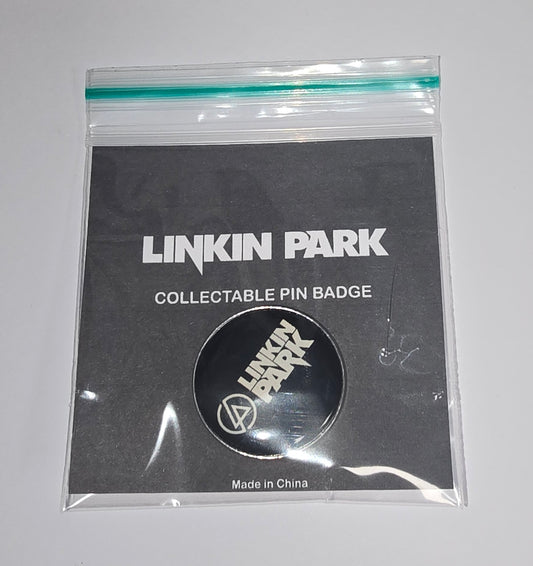 LINKIN PARK
COLLECTABLE PIN BADGE
LINKIN
PARK
Made in China